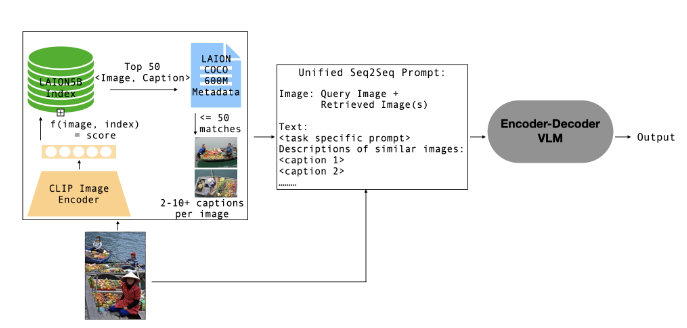 LAION5B
Index
Top 50
<Image, Caption>
LAION
COCO
600M
Metadata
f(image, index)
= score
<= 50
matches
CLIP Image
Encoder
2-10+ captions
per image
Unified Seq2Seq Prompt:
Image: Query Image +
Retrieved Image(s)
Text:
<task specific prompt>
Descriptions of similar images:
<caption 1>
<caption 2>
………
Encoder-Decoder
VLM
Output